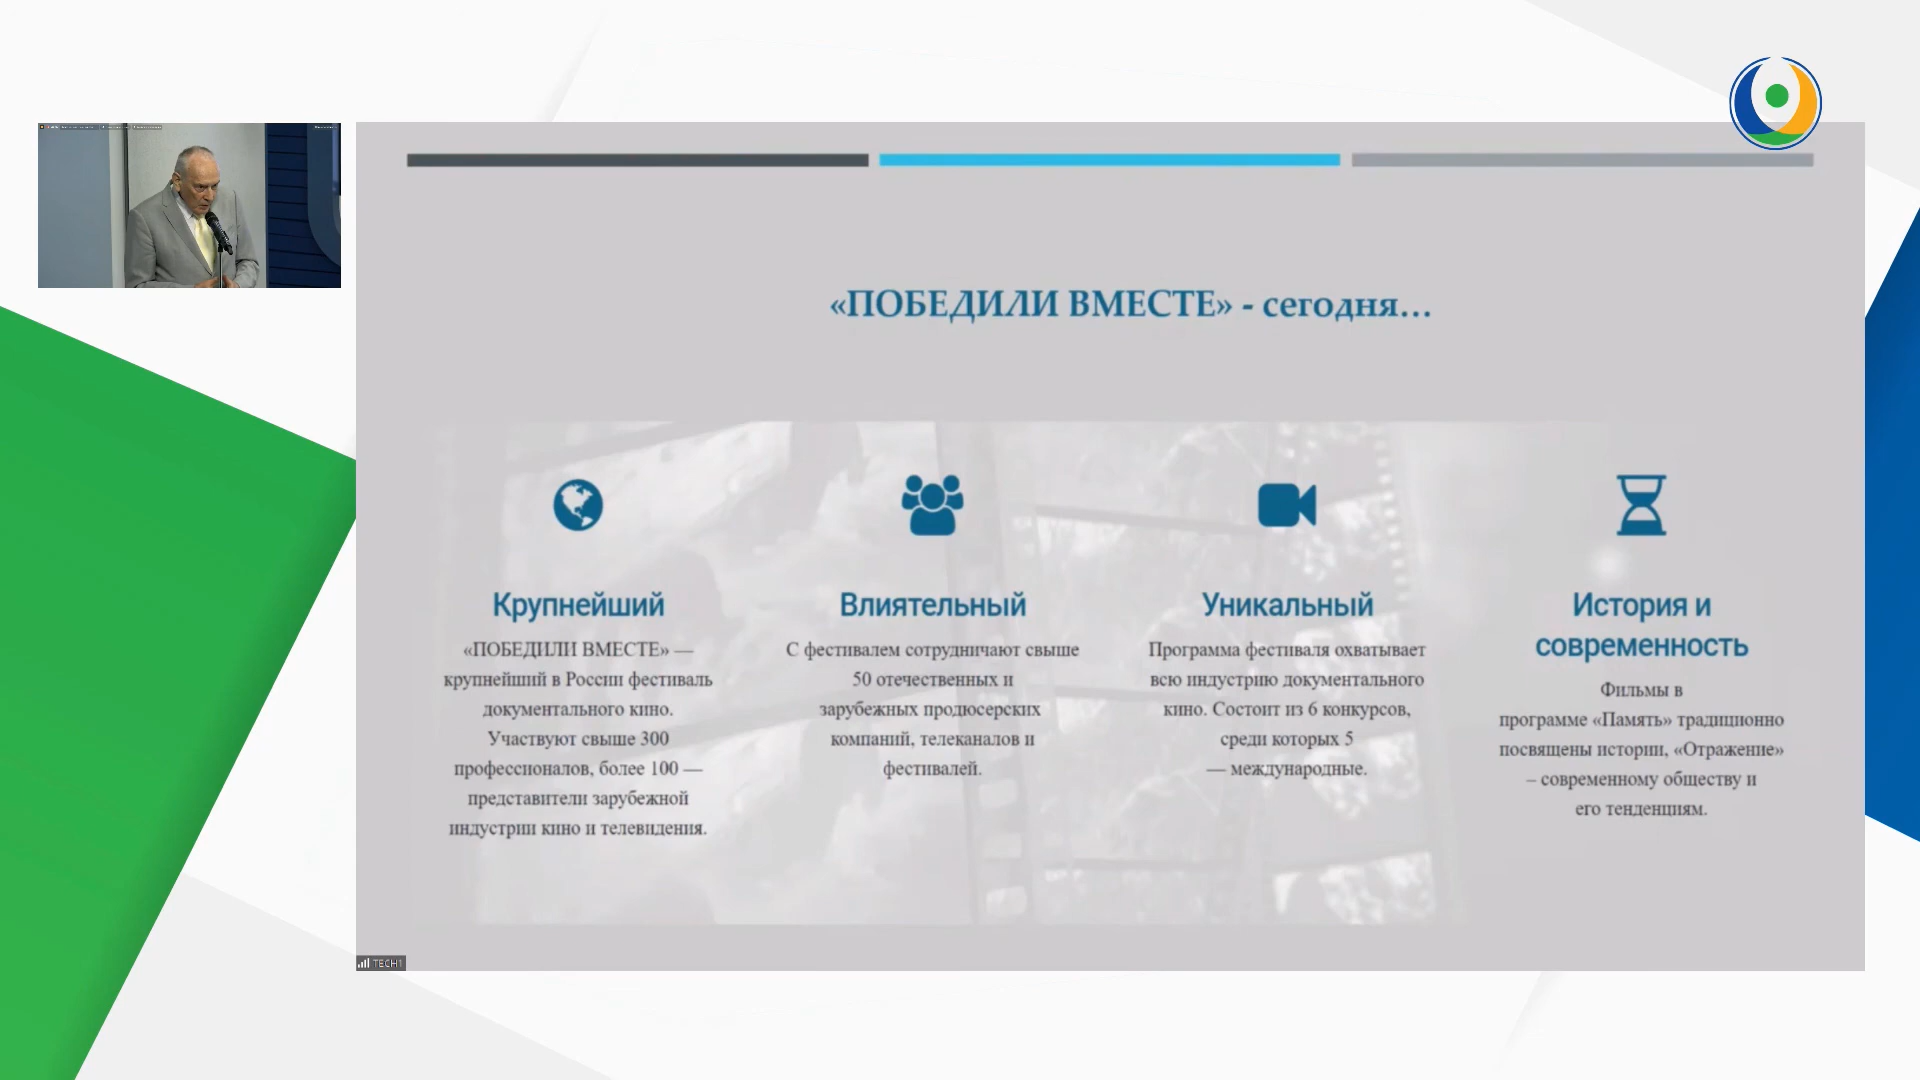 «ПОБЕДИЛИ ВМЕСТЕ» - сегодня...
Крупнейший
«ПОБЕДИЛИ ВМЕСТЕ» —
крупнейший в России фестиваль
документального кино.
Участвуют свыше 300
профессионалов, более 100 —
представители зарубежной
индустрии кино и телевидения.
Влиятельный
С фестивалем сотрудничают свыше
50 отечественных и
зарубежных продюсерских
компаний, телеканалов и
фестивалей.
Уникальный
Программа фестиваля охватывает
всю индустрию документального
кино. Состоит из 6 конкурсов,
среди которых 5
— международные.
История и
современность
Фильмы в
программе «Память» традиционно
посвящены истории, «Отражение»
– современному обществу и
его тенденциям.
TECH1